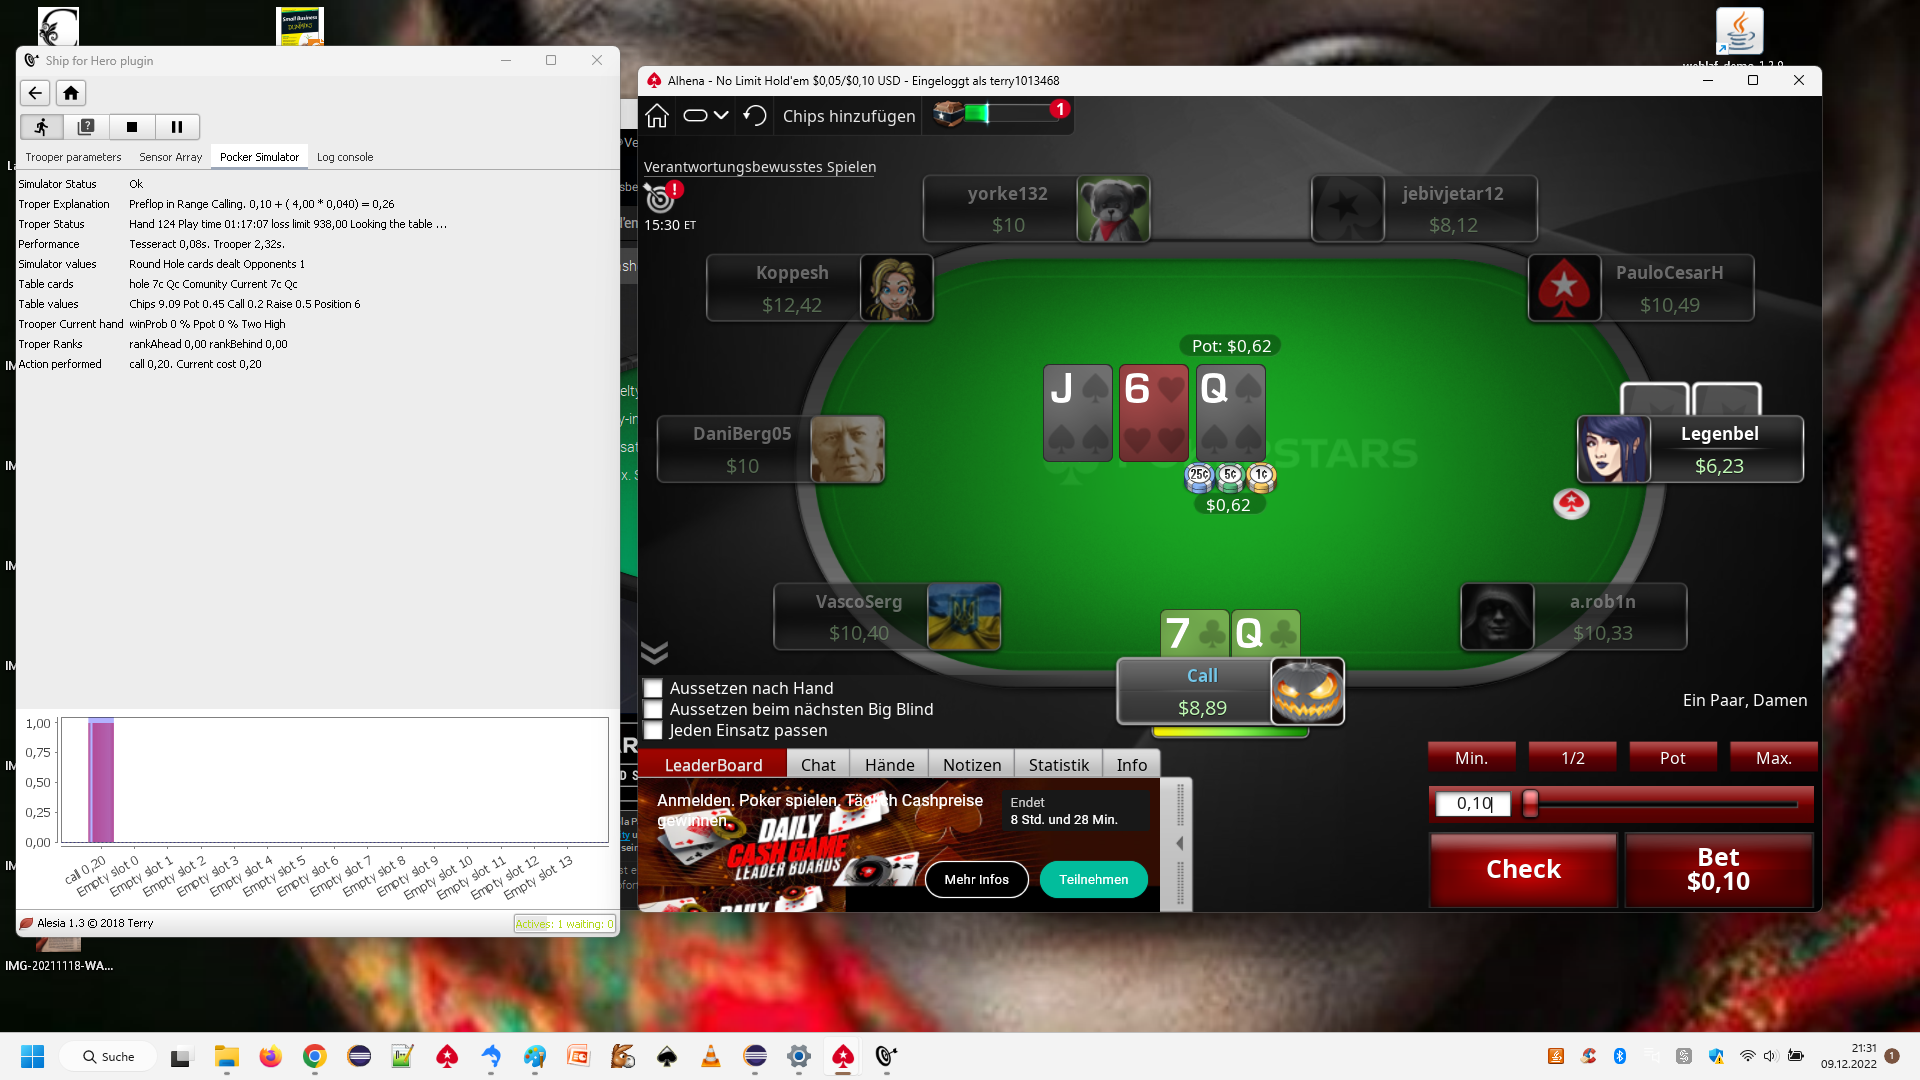 Ship for Hero plugin
Trooper parameters
Sensor Array
Pocker Simulator
Log console
Simulator Status Ok
Troper Explanation Preflop in Range Calling. 0,10 + ( 4,00 * 0,040) = 0,26
Troper Status Hand 124 Play time 01:17:07 loss limit 938,00 Looking the table ...
Performance Tesseract 0,08s. Trooper 2,32s.
Simulator values Round Hole cards dealt Opponents 1
Table cards hole 7c Qc Comunity Current 7c Qc
Table values Chips 9.09 Pot 0.45 Call 0.2 Raise 0.5 Position 6
Trooper Current hand winProb 0 % Ppot 0 % Two High
Troper Ranks rankAhead 0,00 rankBehind 0,00
Action performed call 0,20. Current cost 0,20
1,00
0,75
0,50
0,25
0,00
call 0,20
Empty slot 0
Empty slot 1
Empty slot 2
Empty slot 3
Empty slot 4
Empty slot 5
Empty slot 6
Empty slot 7
Empty slot 8
Empty slot 9
Empty slot 10
Empty slot 11
Empty slot 12
Empty slot 13
Alesia 1.3 © 2018 Terry
Actives: 1 waiting: 0
IMG-20211118-WA...
Small Business
DUMMIES
Alhena - No Limit Hold'em $0,05/$0,10 USD - Eingeloggt als terry1013468
Chips hinzufügen
1
Verantwortungsbewusstes Spielen
!
15:30 ET
yorke132
$10
jebivjetar12
$8,12
Koppesh
$12,42
PauloCesarH
$10,49
Pot: $0,62
J
6
Q
STARS
25¢
5¢
1¢
$0,62
DaniBerg05
$10
Legenbel
$6,23
VascoSerg
$10,40
a.rob1n
$10,33
7
Q
Call
$8,89
Aussetzen nach Hand
Aussetzen beim nächsten Big Blind
Jeden Einsatz passen
Ein Paar, Damen
LeaderBoard
Chat
Hände
Notizen
Statistik
Info
Anmelden. Poker spielen. Täglich Cashpreise
gewinnen.
Endet
8 Std. und 28 Min.
DAILY
CASH GAME
LEADER BOARDS
Mehr Infos
Teilnehmen
DAILY
Min.
1/2
Pot
Max.
0,10
Check
Bet
$0,10
Suche
21:31
09.12.2022
1